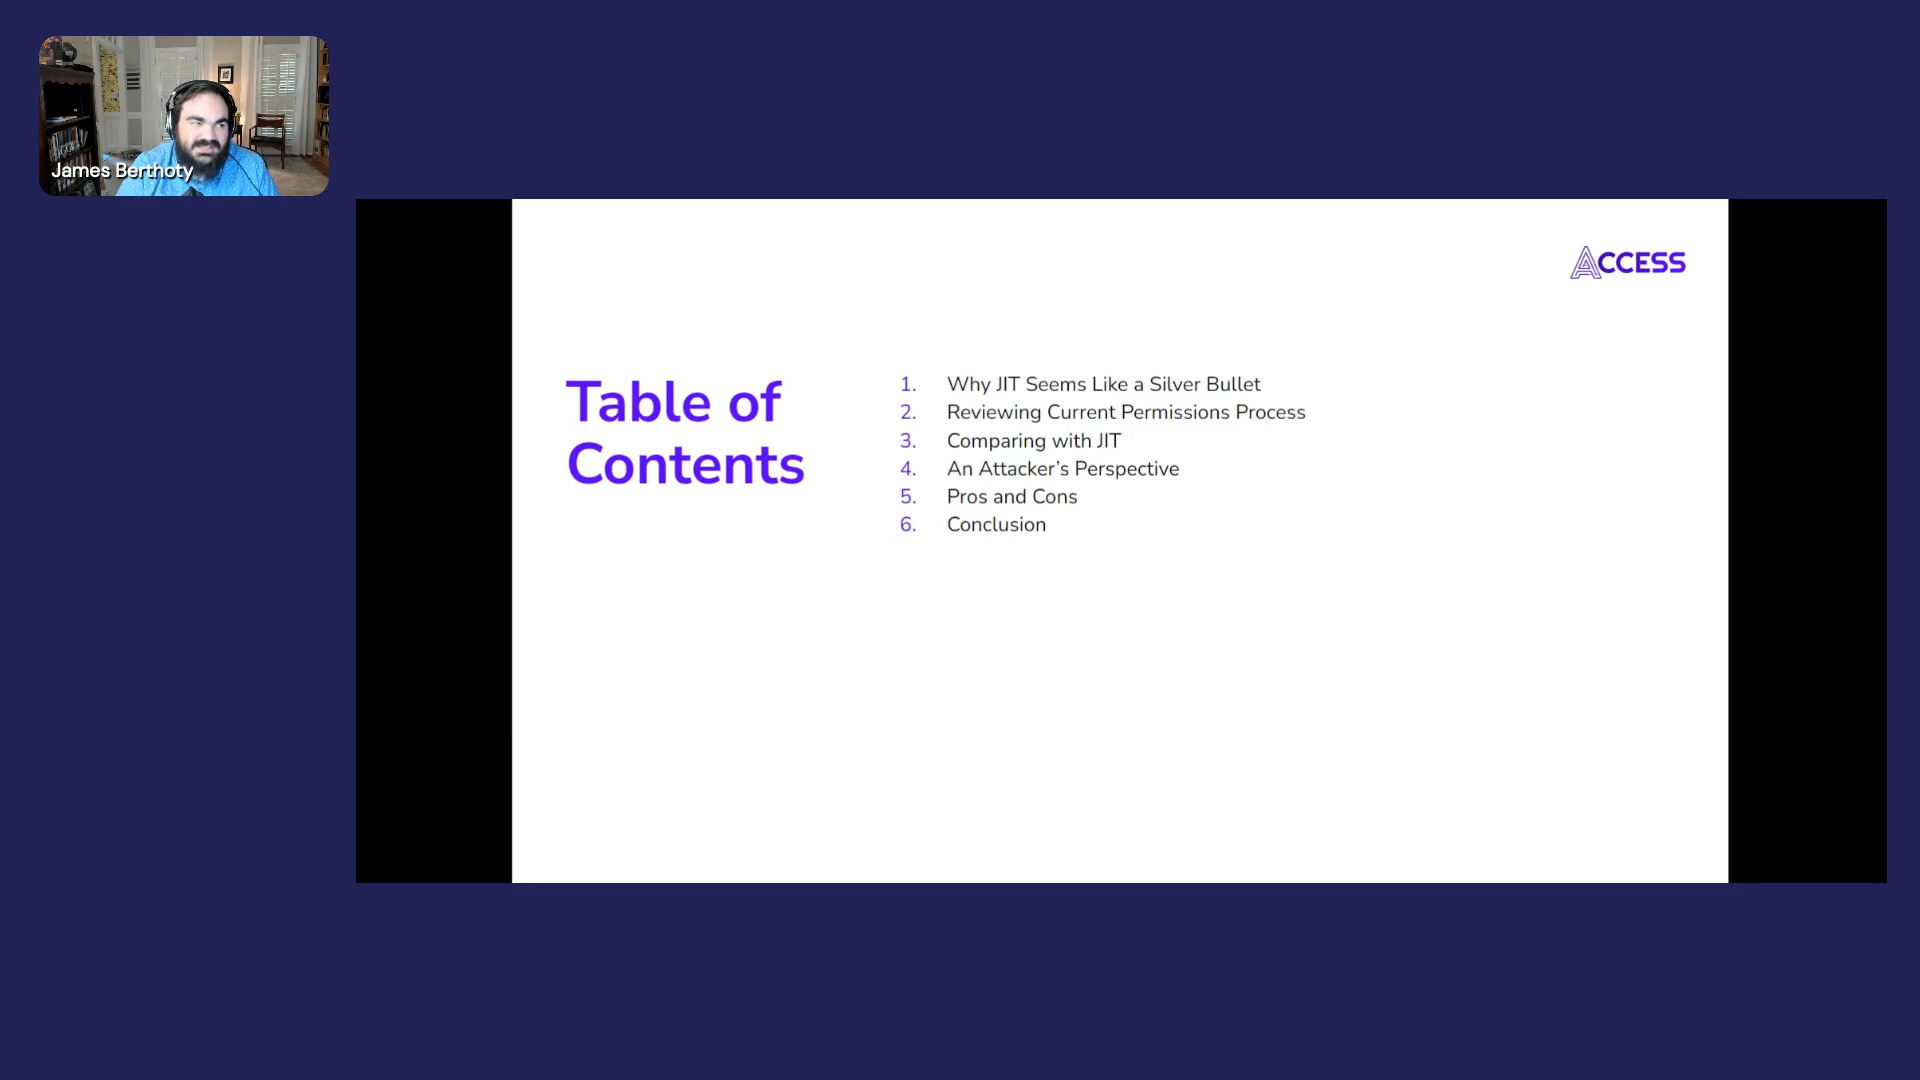 James Berthoty
ACCESS
Table of
Contents
1. Why JIT Seems Like a Silver Bullet
2. Reviewing Current Permissions Process
3. Comparing with JIT
4. An Attacker’s Perspective
5. Pros and Cons
6. Conclusion